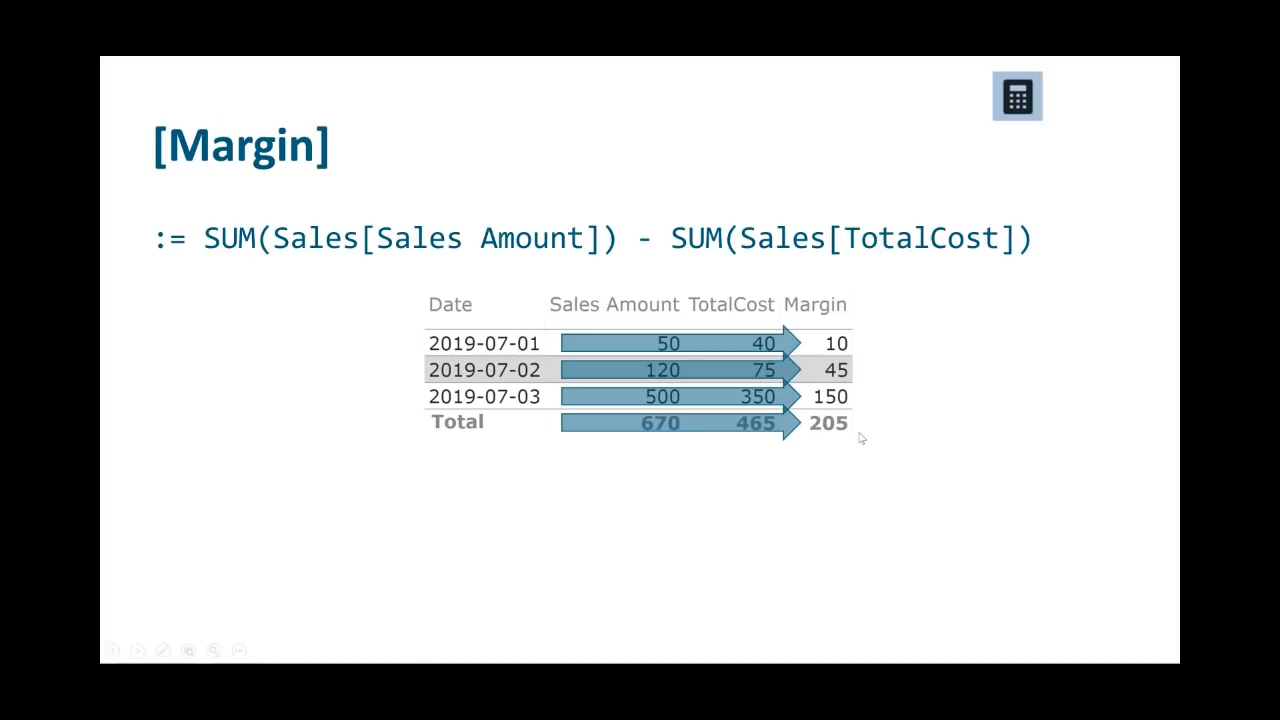 [Margin]
:= SUM(Sales[Sales Amount]) - SUM(Sales[TotalCost])
Date Sales Amount TotalCost Margin
2019-07-01 50 40 10
2019-07-02 120 75 45
2019-07-03 500 350 150
Total 670 465 205